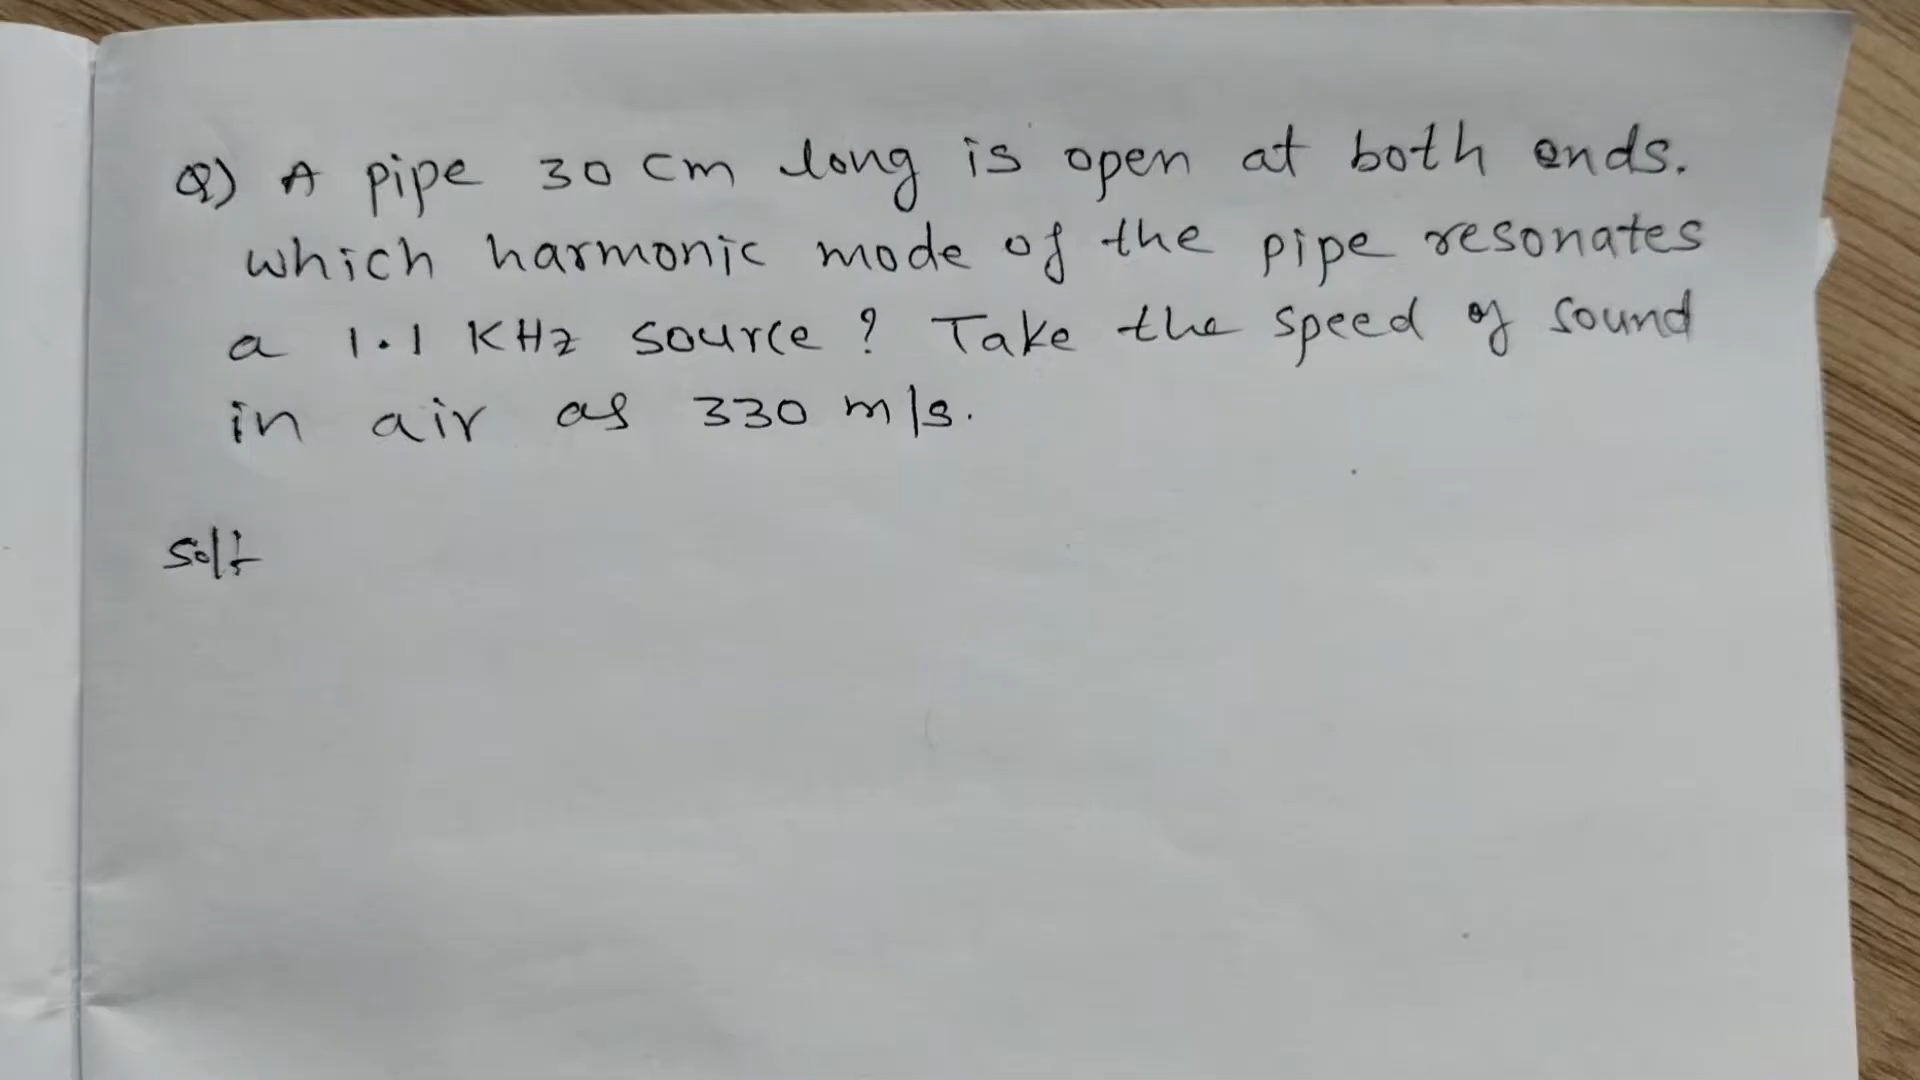 Q) A pipe 30 cm long is open at both ends.
which harmonic mode of the pipe resonates
a 1.1 KHz source ? Take the speed of sound
in air as 330 m/s.
Sol: